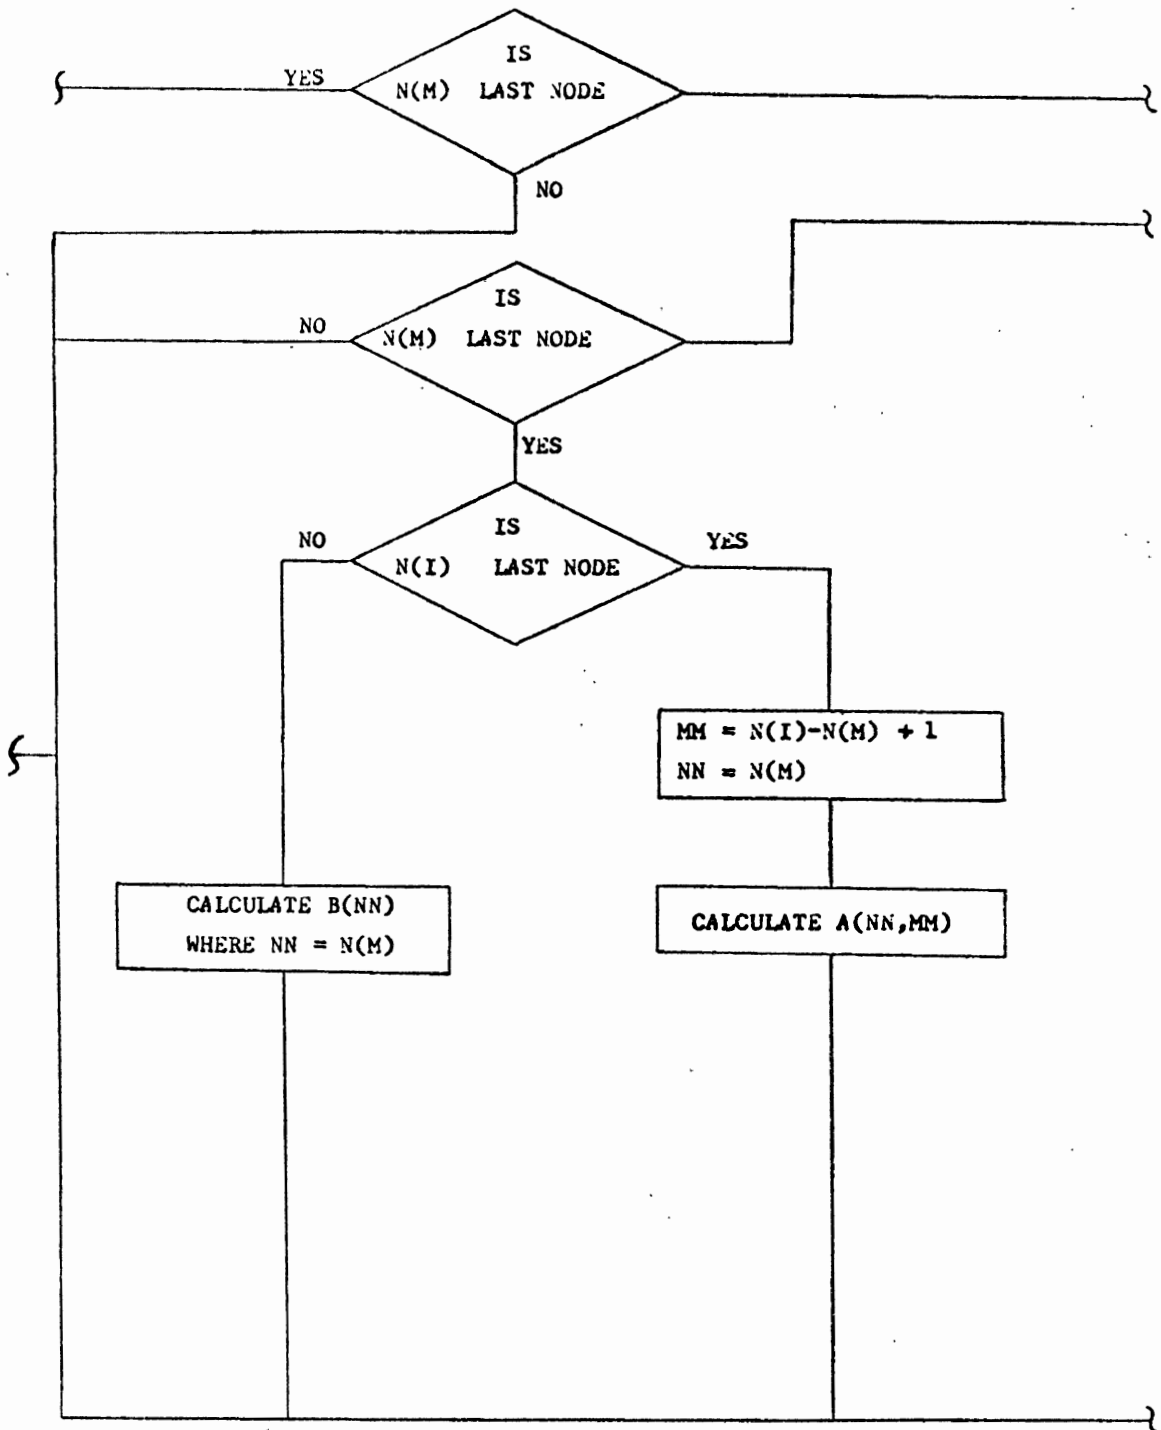 IS
YES
N(M) LAST NODE
NO
IS
NO
N(M) LAST NODE
YES
IS
NO
YES
N(I) LAST NODE
MM = N(I)-N(M) + 1
NN = N(M)
CALCULATE B(NN)
WHERE NN = N(M)
CALCULATE A(NN,MM)